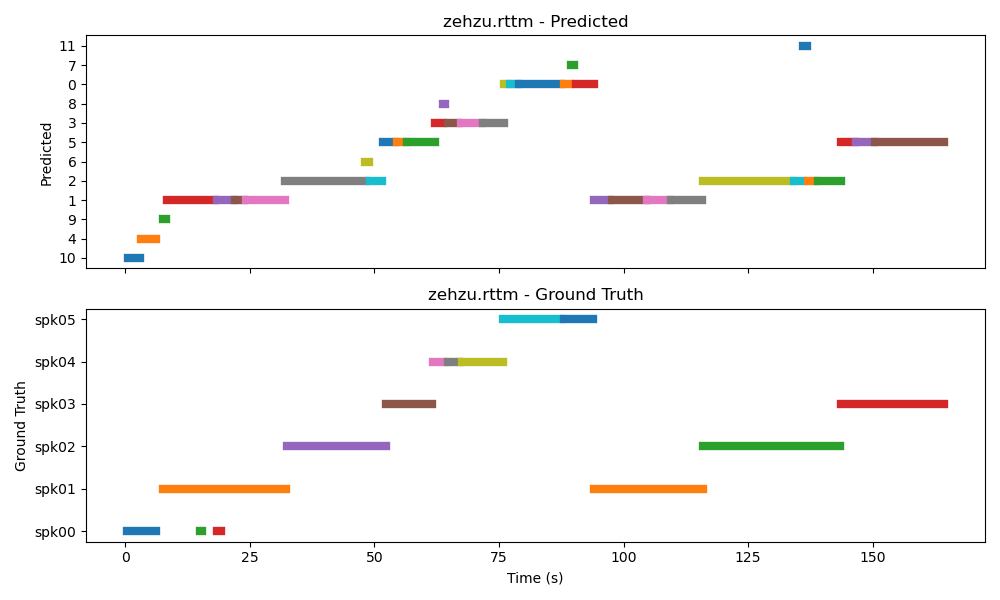 zehzu.rttm - Predicted
Predicted
11
7
0
8
3
5
6
2
1
9
4
10
zehzu.rttm - Ground Truth
Ground Truth
spk05
spk04
spk03
spk02
spk01
spk00
0 25 50 75 100 125 150
Time (s)